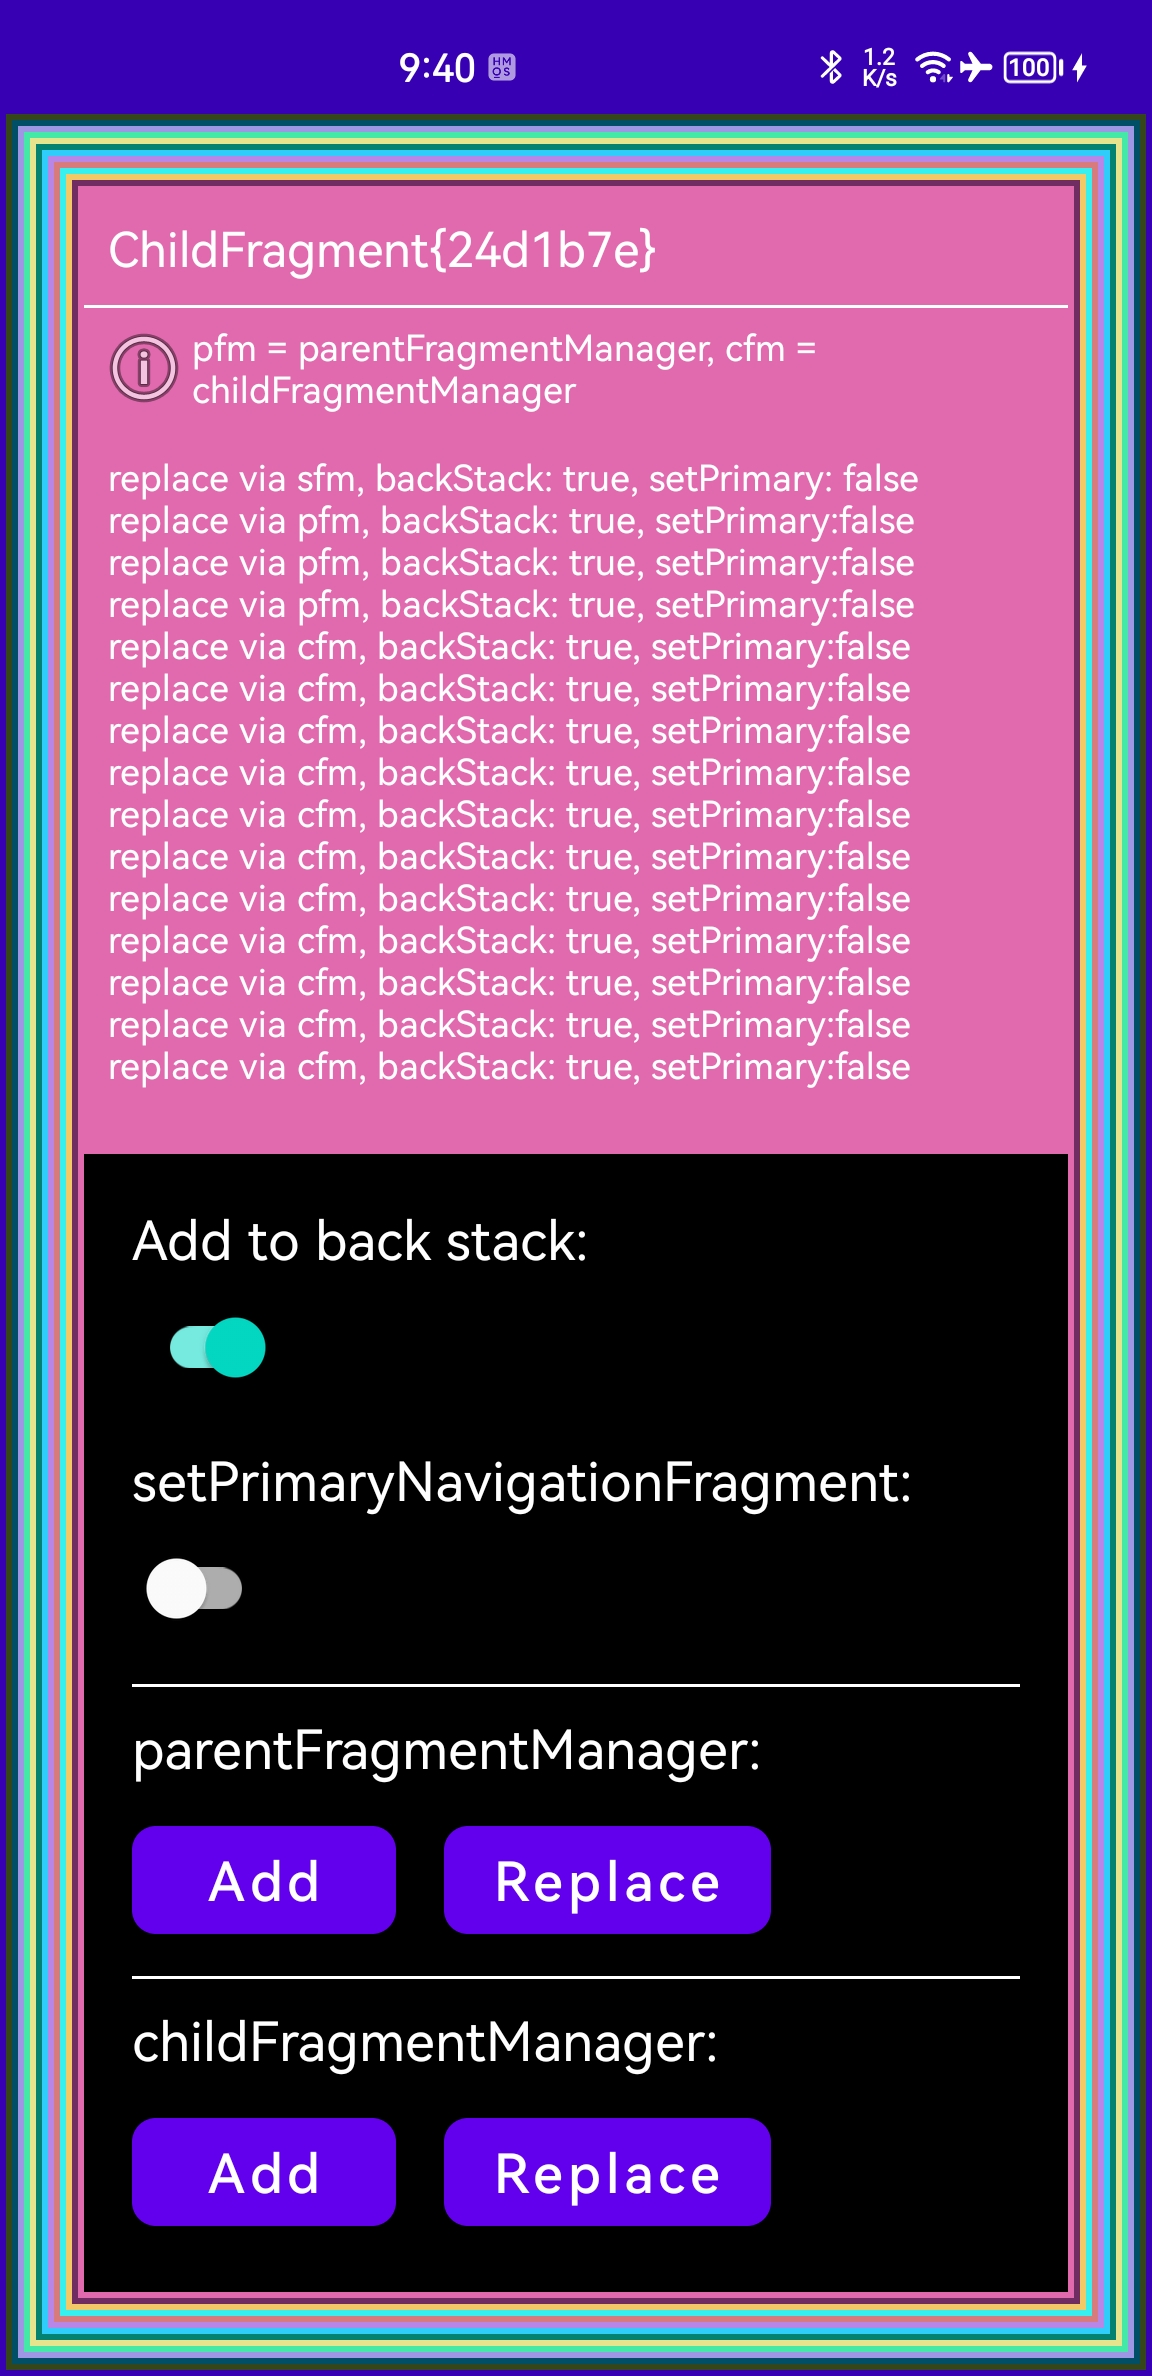 9:40 HMOS 1.2 K/s 100
ChildFragment{24d1b7e}
pfm = parentFragmentManager, cfm =
childFragmentManager
replace via sfm, backStack: true, setPrimary: false
replace via pfm, backStack: true, setPrimary:false
replace via pfm, backStack: true, setPrimary:false
replace via pfm, backStack: true, setPrimary:false
replace via cfm, backStack: true, setPrimary:false
replace via cfm, backStack: true, setPrimary:false
replace via cfm, backStack: true, setPrimary:false
replace via cfm, backStack: true, setPrimary:false
replace via cfm, backStack: true, setPrimary:false
replace via cfm, backStack: true, setPrimary:false
replace via cfm, backStack: true, setPrimary:false
replace via cfm, backStack: true, setPrimary:false
replace via cfm, backStack: true, setPrimary:false
replace via cfm, backStack: true, setPrimary:false
replace via cfm, backStack: true, setPrimary:false
Add to back stack:
setPrimaryNavigationFragment:
parentFragmentManager:
Add Replace
childFragmentManager:
Add Replace